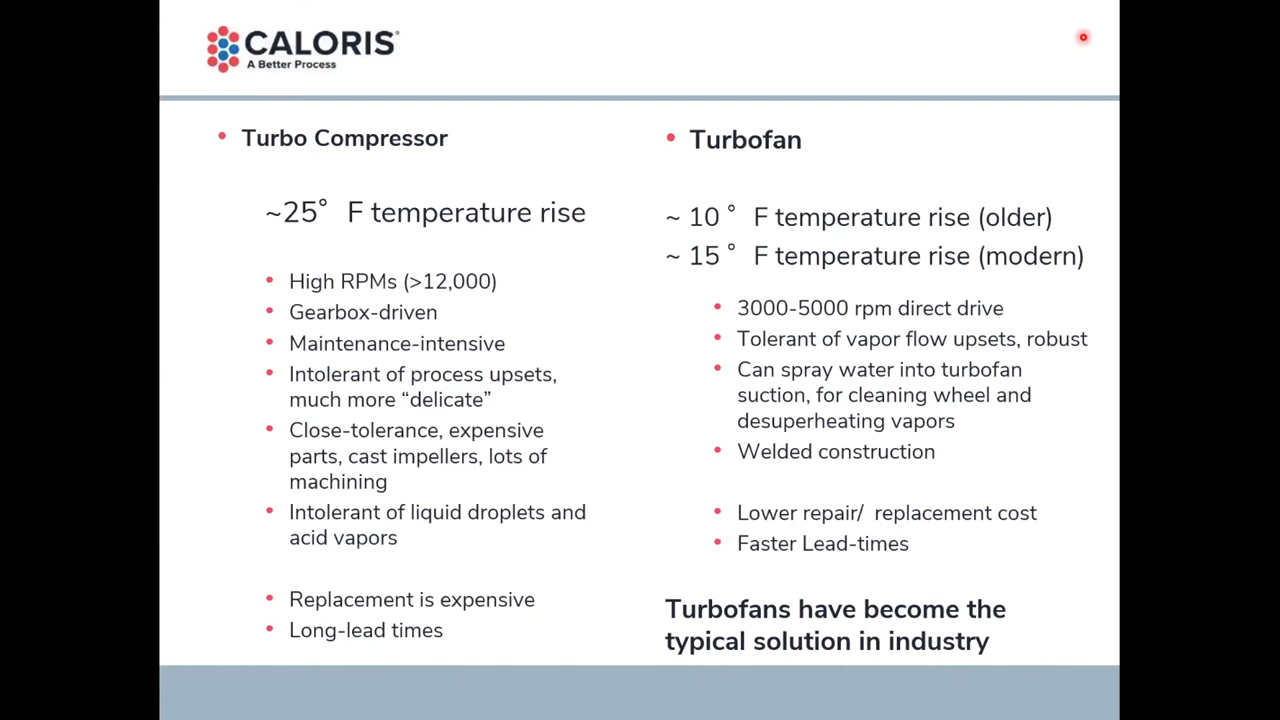 CALORIS®
A Better Process
• Turbo Compressor
~25° F temperature rise
• High RPMs (>12,000)
• Gearbox-driven
• Maintenance-intensive
• Intolerant of process upsets,
much more “delicate”
• Close-tolerance, expensive
parts, cast impellers, lots of
machining
• Intolerant of liquid droplets and
acid vapors
• Replacement is expensive
• Long-lead times
• Turbofan
~ 10 ° F temperature rise (older)
~ 15 ° F temperature rise (modern)
• 3000-5000 rpm direct drive
• Tolerant of vapor flow upsets, robust
• Can spray water into turbofan
suction, for cleaning wheel and
desuperheating vapors
• Welded construction
• Lower repair/ replacement cost
• Faster Lead-times
Turbofans have become the
typical solution in industry